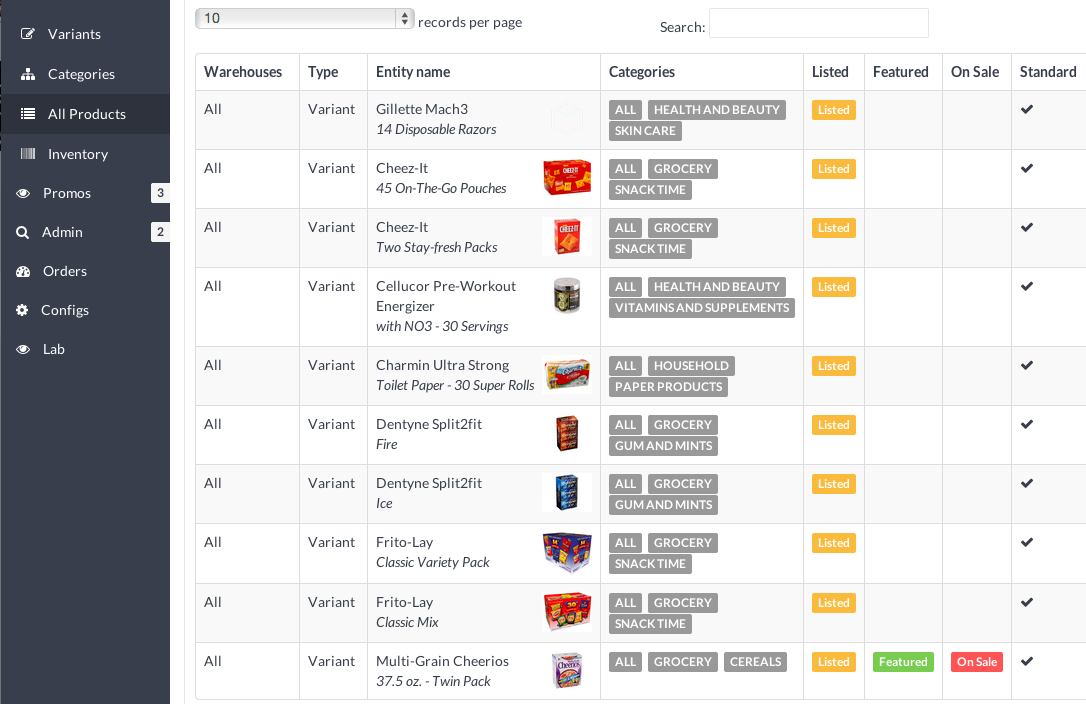 Variants
Categories
All Products
Inventory
Promos 3
Admin 2
Orders
Configs
Lab
10 records per page
Search:
Warehouses Type Entity name Categories Listed Featured On Sale Standard
All Variant Gillette Mach3 ALL HEALTH AND BEAUTY Listed
14 Disposable Razors SKIN CARE
All Variant Cheez-It ALL GROCERY Listed
45 On-The-Go Pouches SNACK TIME
All Variant Cheez-It ALL GROCERY Listed
Two Stay-fresh Packs SNACK TIME
All Variant Cellucor Pre-Workout ALL HEALTH AND BEAUTY Listed
Energizer VITAMINS AND SUPPLEMENTS
with NO3 - 30 Servings
All Variant Charmin Ultra Strong ALL HOUSEHOLD Listed
Toilet Paper - 30 Super Rolls PAPER PRODUCTS
All Variant Dentyne Split2fit ALL GROCERY Listed
Fire GUM AND MINTS
All Variant Dentyne Split2fit ALL GROCERY Listed
Ice GUM AND MINTS
All Variant Frito-Lay ALL GROCERY Listed
Classic Variety Pack SNACK TIME
All Variant Frito-Lay ALL GROCERY Listed
Classic Mix SNACK TIME
All Variant Multi-Grain Cheerios ALL GROCERY CEREALS Listed Featured On Sale
37.5 oz. - Twin Pack